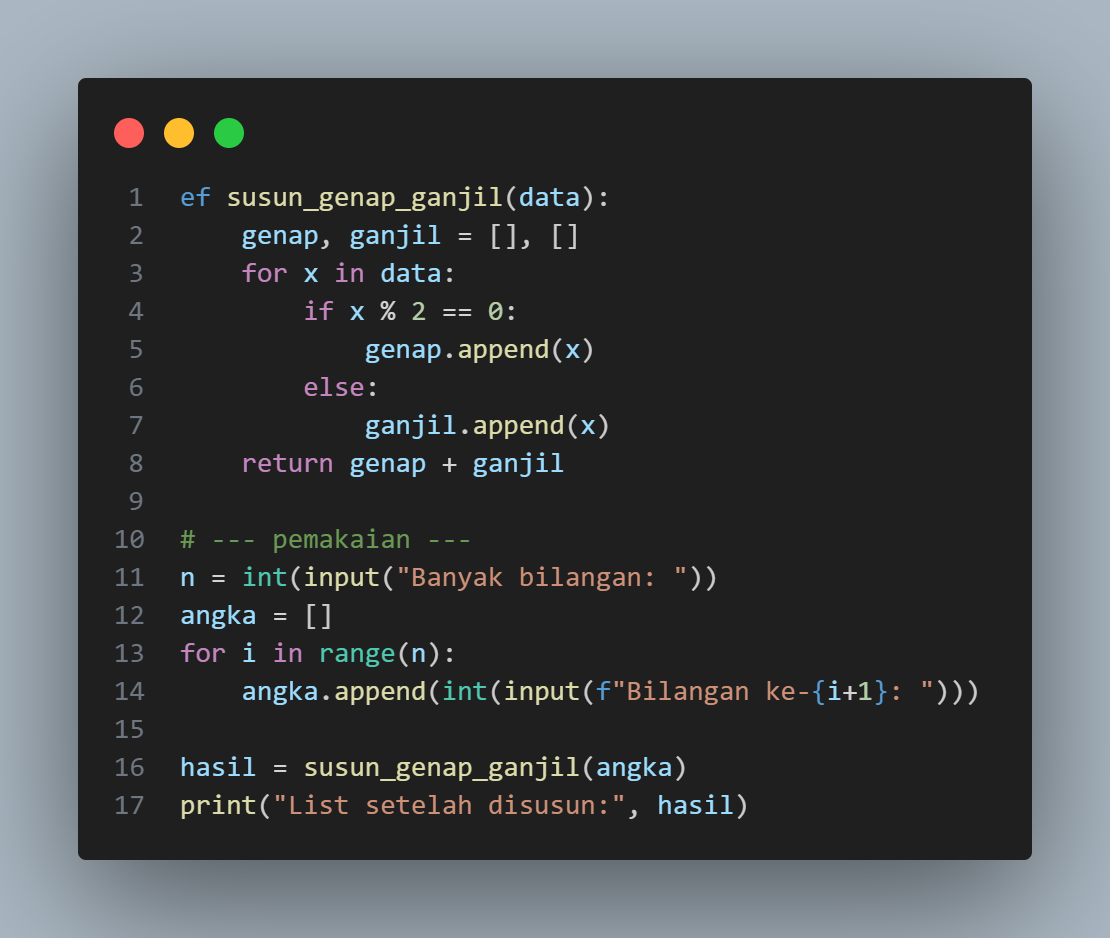 1 ef susun_genap_ganjil(data):
2     genap, ganjil = [], []
3     for x in data:
4         if x % 2 == 0:
5             genap.append(x)
6         else:
7             ganjil.append(x)
8     return genap + ganjil
9
10 # --- pemakaian ---
11 n = int(input("Banyak bilangan: "))
12 angka = []
13 for i in range(n):
14     angka.append(int(input(f"Bilangan ke-{i+1}: ")))
15
16 hasil = susun_genap_ganjil(angka)
17 print("List setelah disusun:", hasil)